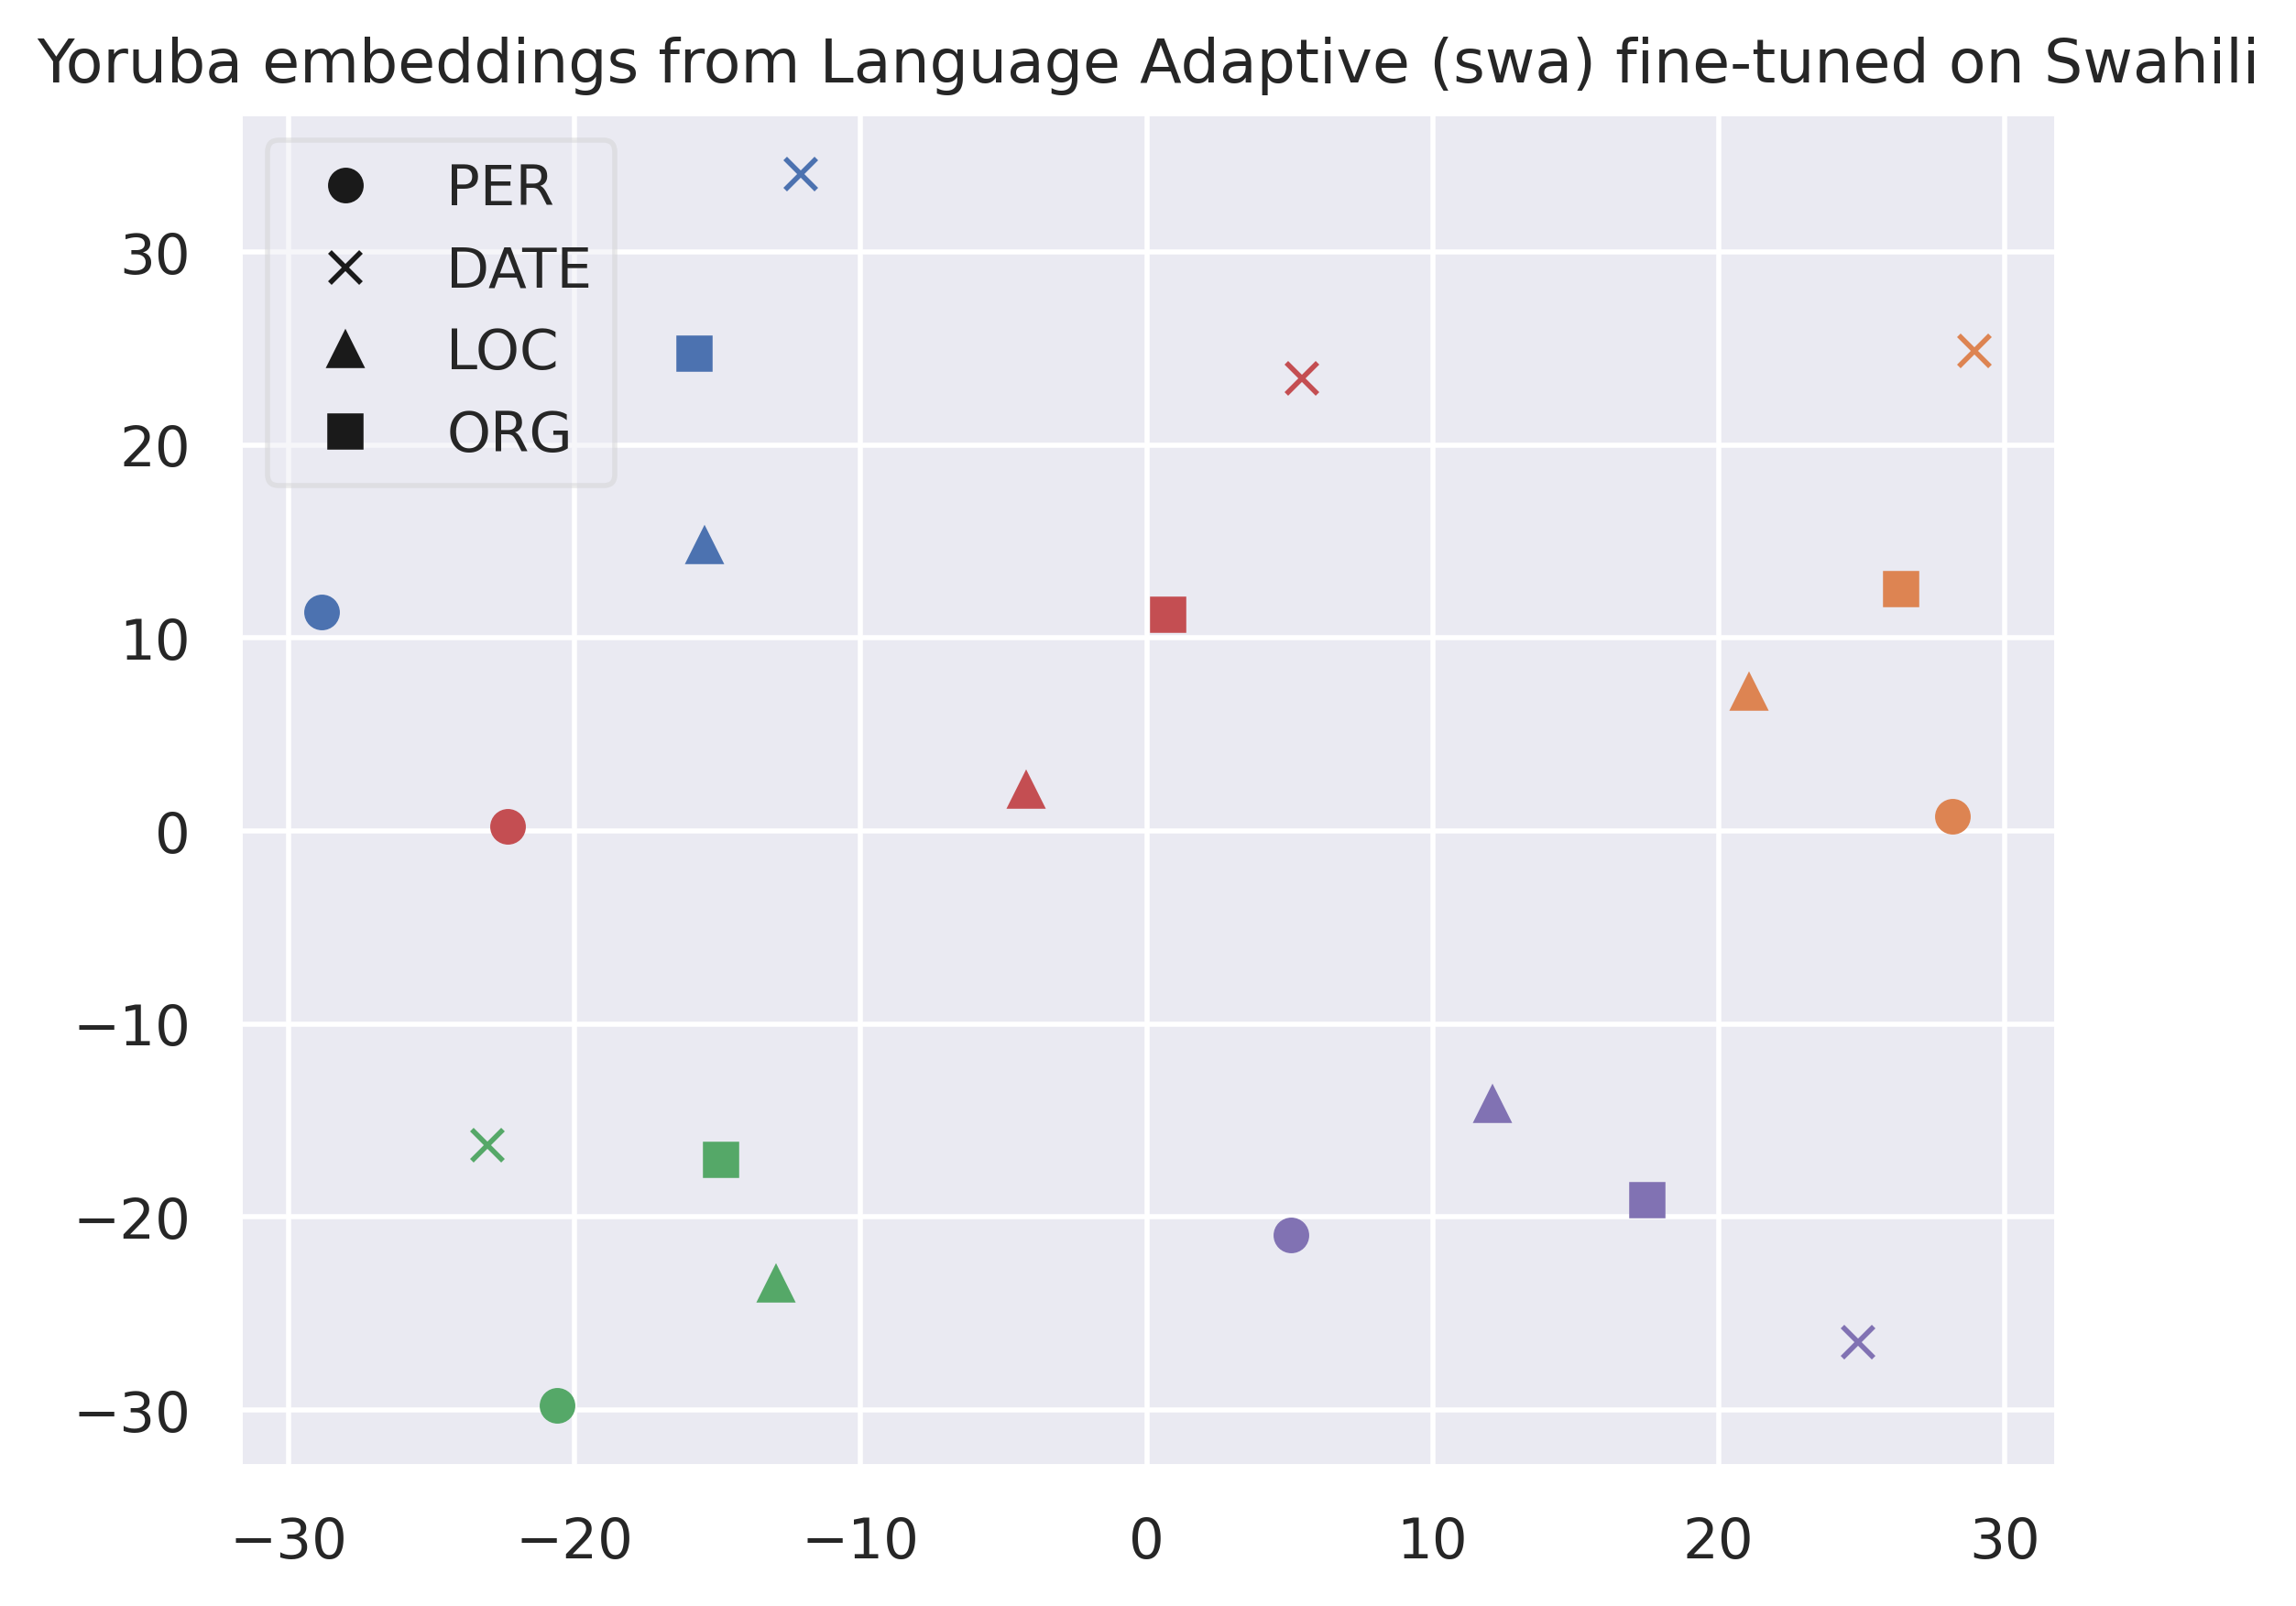 Yoruba embeddings from Language Adaptive (swa) fine-tuned on Swahili
PER
DATE
LOC
ORG
30
20
10
0
−10
−20
−30
−30 −20 −10 0 10 20 30